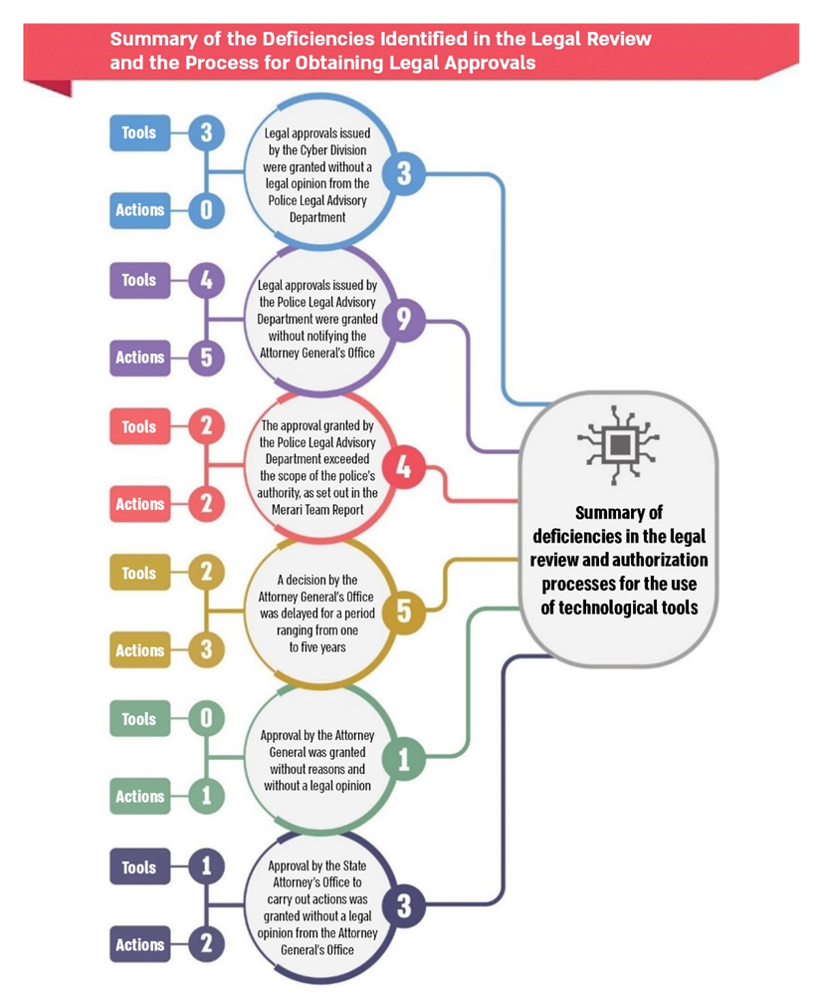 Summary of the Deficiencies Identified in the Legal Review
and the Process for Obtaining Legal Approvals
Tools
3
Actions
0
Legal approvals issued
by the Cyber Division
were granted without a
legal opinion from the
Police Legal Advisory
Department
3
Tools
4
Actions
5
Legal approvals issued by
the Police Legal Advisory
Department were granted
without notifying the
Attorney General's Office
9
Tools
2
Actions
2
The approval granted by
the Police Legal Advisory
Department exceeded
the scope of the police's
authority, as set out in the
Merari Team Report
4
Tools
2
Actions
3
A decision by the
Attorney General's Office
was delayed for a period
ranging from one
to five years
5
Tools
0
Actions
1
Approval by the Attorney
General was granted
without reasons and
without a legal opinion
1
Tools
1
Actions
2
Approval by the State
Attorney's Office to
carry out actions was
granted without a legal
opinion from the Attorney
General's Office
3
Summary of
deficiencies in the legal
review and authorization
processes for the use
of technological tools